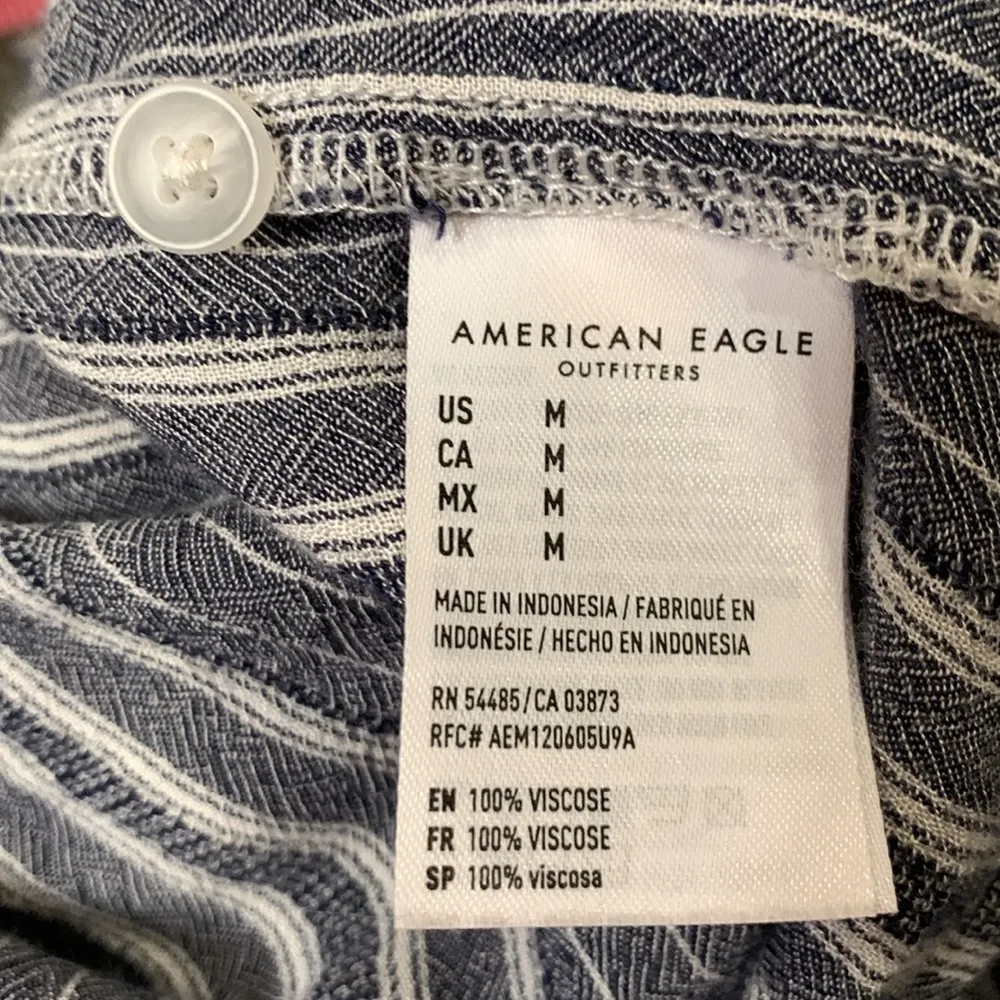 AMERICAN EAGLE
OUTFITTERS
US M
CA M
MX M
UK M
MADE IN INDONESIA / FABRIQUÉ EN
INDONÉSIE / HECHO EN INDONESIA
RN 54485/CA 03873
RFC# AEM120605U9A
EN 100% VISCOSE
FR 100% VISCOSE
SP 100% viscosa